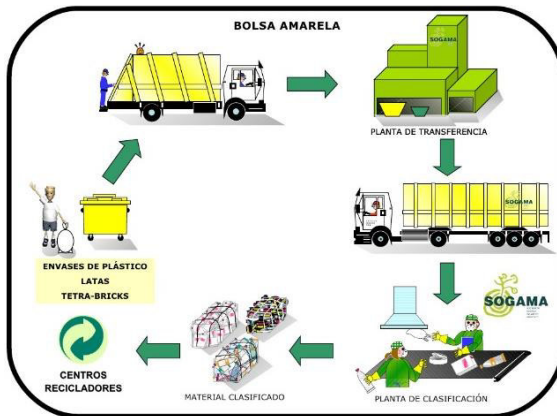 BOLSA AMARELA
SOGAMA
PLANTA DE TRANSFERENCIA
SOGAMA
ENVASES DE PLÁSTICO
LATAS
TETRA-BRICKS
SOGAMA
CENTROS
RECICLADORES
MATERIAL CLASIFICADO
PLANTA DE CLASIFICACIÓN